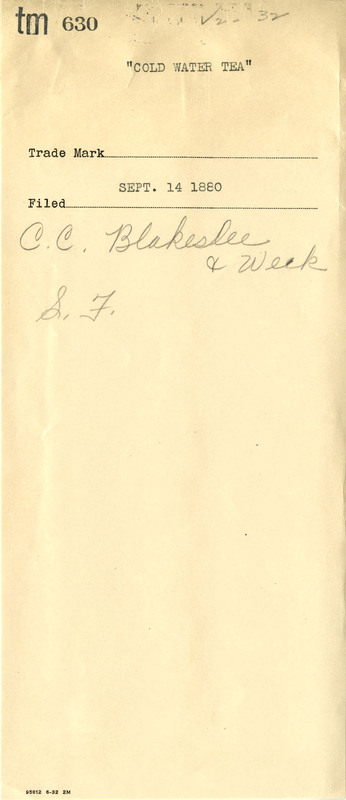 tm 630
"COLD WATER TEA"
Trade Mark
SEPT. 14 1880
Filed
C.C. Blakeslee
& Week
S. F.
95812 6-32 2M